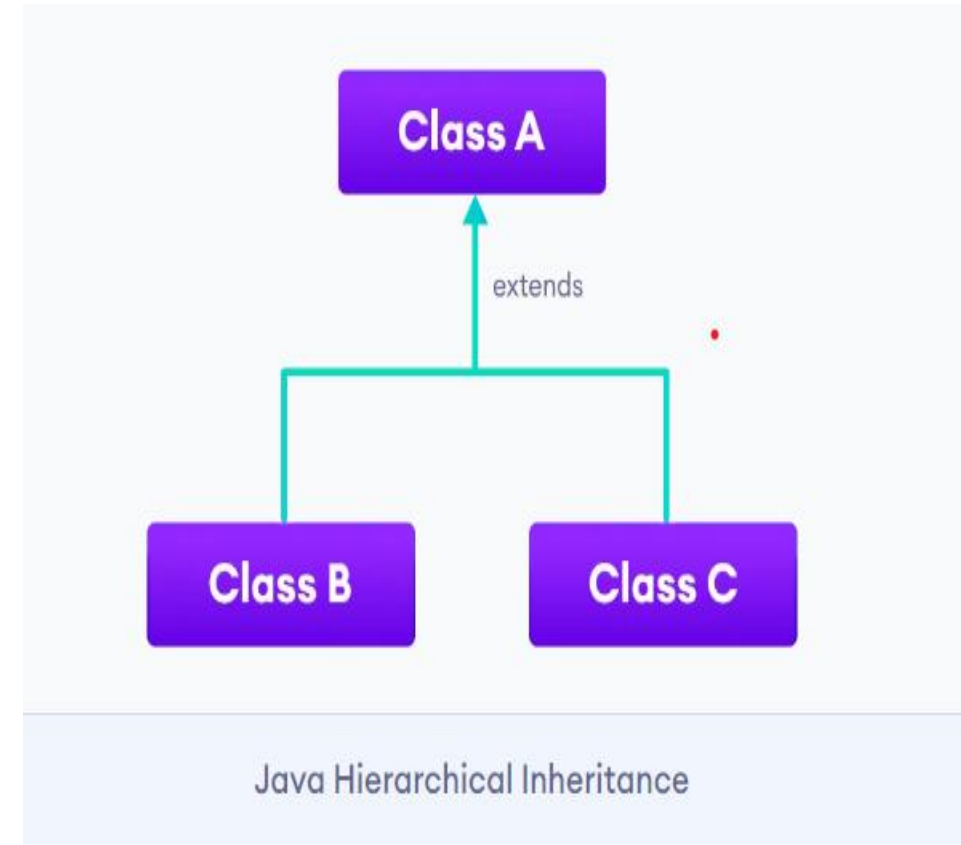 Class A
extends
Class B
Class C
Java Hierarchical Inheritance